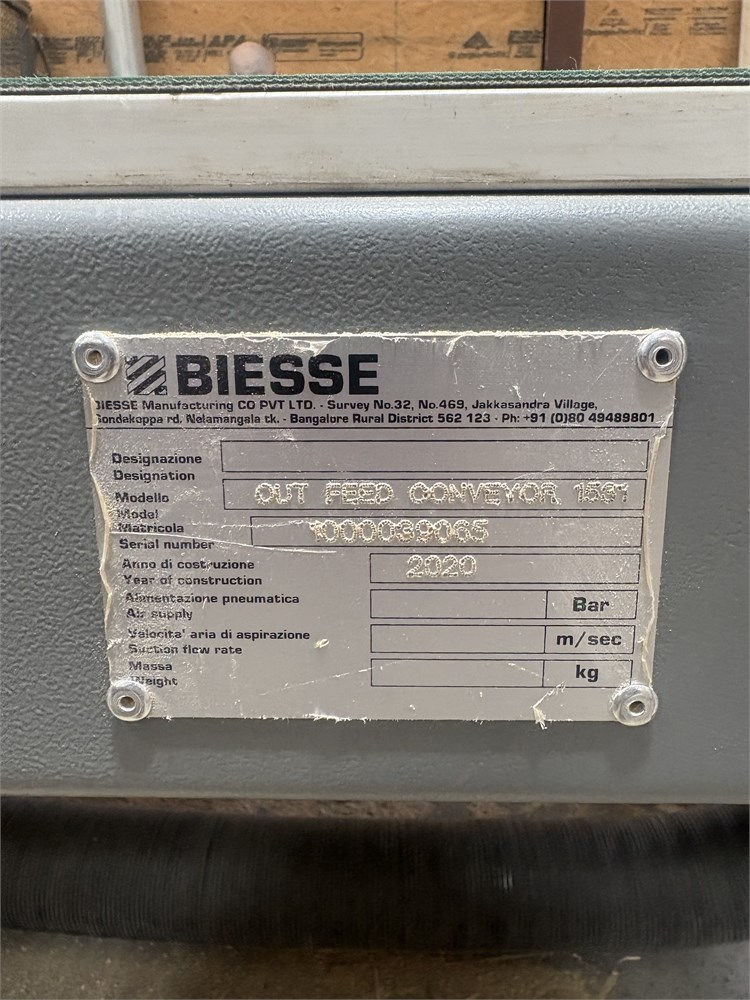 BIESSE
BIESSE Manufacturing CO PVT LTD. - Survey No.32, No.469, Jakkasandra Village,
Sondekoppa rd, Nelamangala tk. - Bangalore Rural District 562 123 - Ph: +91 (0)80 49489801
Designazione
Designation
Modello OUT FEED CONVEYOR 1531
Model
Matricola 1000089065
Serial number
Anno di costruzione 2020
Year of construction
Alimentazione pneumatica
Air supply Bar
Velocita' aria di aspirazione
Suction flow rate m/sec
Massa
Weight kg